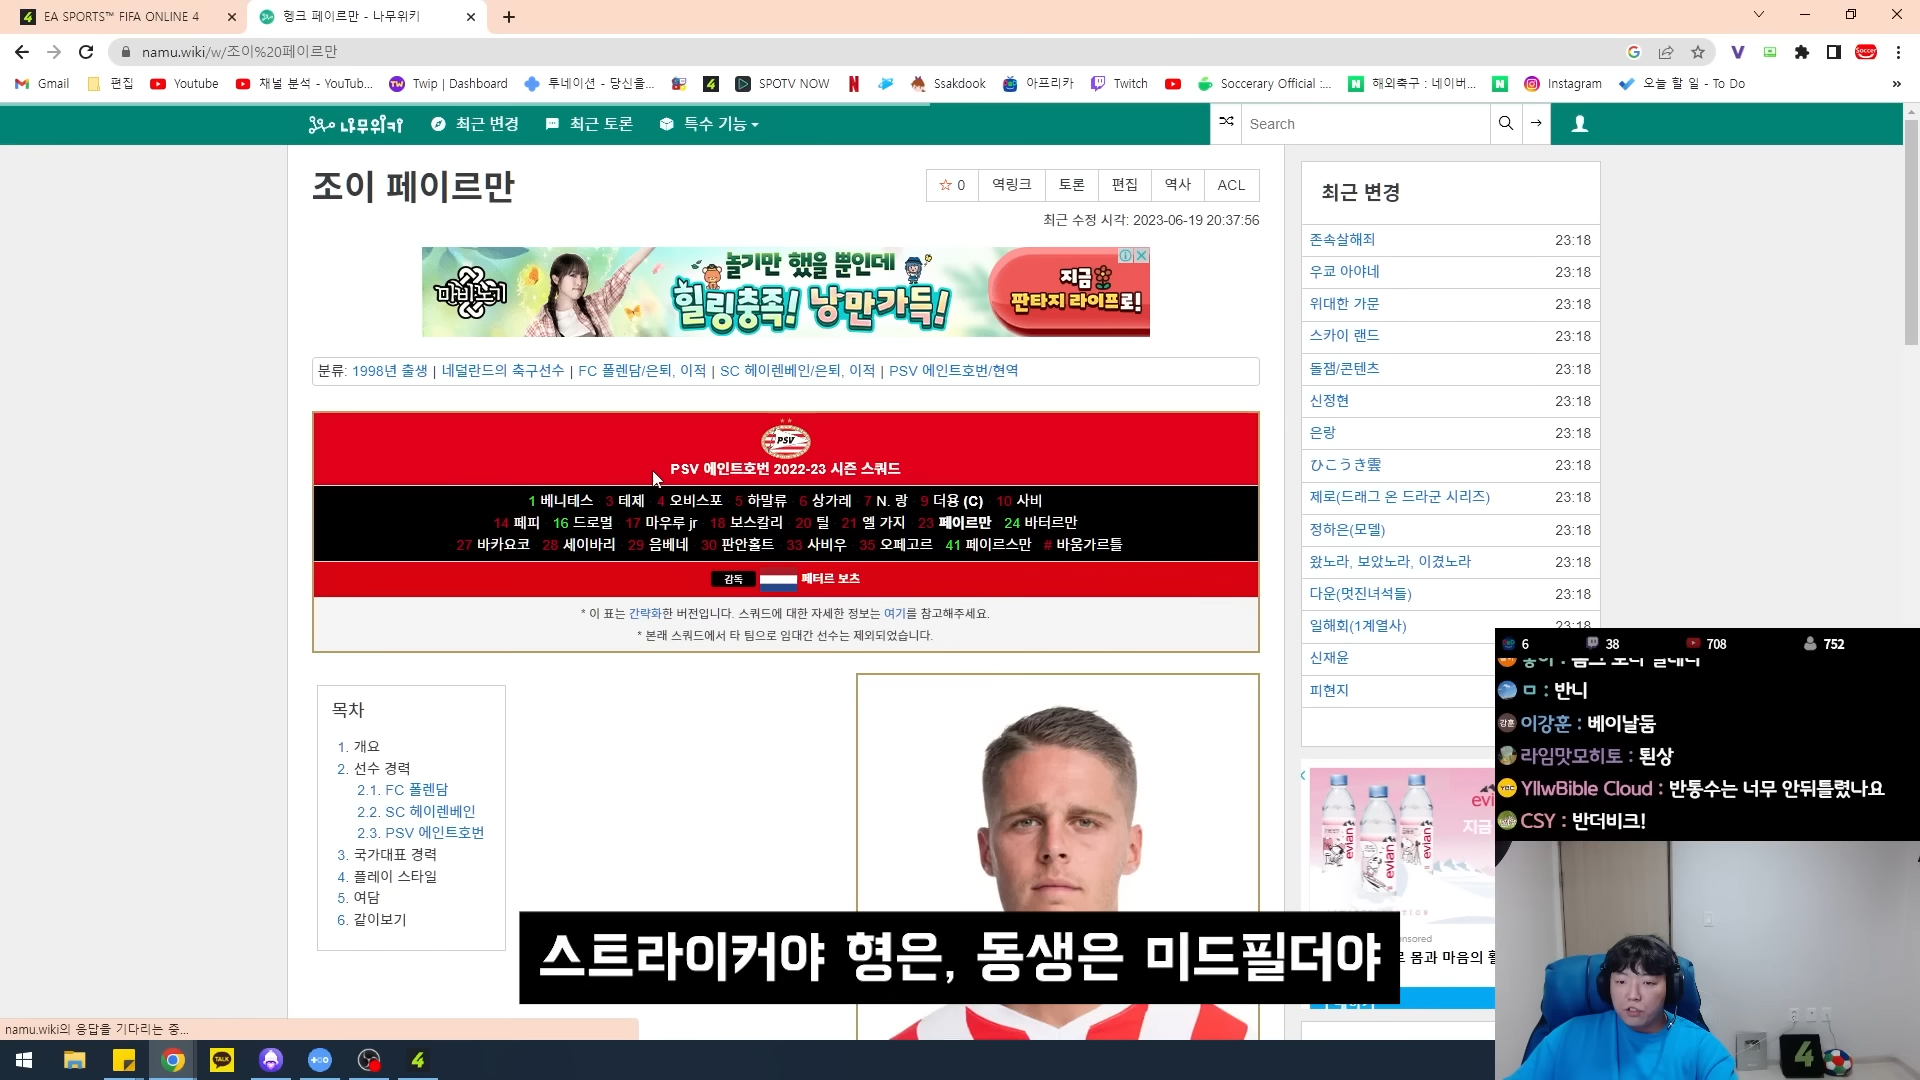 EA SPORTS™ FIFA ONLINE 4
헹크 페이르만 - 나무위키
namu.wiki/w/조이%20페이르만
Gmail
편집
Youtube
채널 분석 - YouTub...
Twip | Dashboard
투네이션 - 당신을...
SPOTV NOW
Ssakdook
아프리카
Twitch
Soccerary Official :...
해외축구 : 네이버...
Instagram
오늘 할 일 - To Do
나무위키
최근 변경
최근 토론
특수 기능
Search
조이 페이르만
0
역링크
토론
편집
역사
ACL
최근 수정 시각: 2023-06-19 20:37:56
마비노기
놀기만 했을 뿐인데
힐링충족! 낭만가득!
지금
판타지 라이프로!
분류: 1998년 출생 | 네덜란드의 축구선수 | FC 폴렌담/은퇴, 이적 | SC 헤이렌베인/은퇴, 이적 | PSV 에인트호번/현역
PSV
PSV 에인트호번 2022-23 시즌 스쿼드
1 베니테스 3 테제 4 오비스포 5 하말류 6 상가레 7 N. 랑 9 더용 (C) 10 사비
14 페피 16 드로멀 17 마우루 jr 18 보스칼리 20 틸 21 엘 가지 23 페이르만 24 바터르만
27 바카요코 28 세이바리 29 음베네 30 판안홀트 33 사비우 35 오페고르 41 페이르스만 # 바움가르틀
감독 페터르 보츠
* 이 표는 간략화한 버전입니다. 스쿼드에 대한 자세한 정보는 여기를 참고해주세요.
* 본래 스쿼드에서 타 팀으로 임대간 선수는 제외되었습니다.
목차
1. 개요
2. 선수 경력
2.1. FC 폴렌담
2.2. SC 헤이렌베인
2.3. PSV 에인트호번
3. 국가대표 경력
4. 플레이 스타일
5. 여담
6. 같이보기
최근 변경
존속살해죄 23:18
우쿄 아야네 23:18
위대한 가문 23:18
스카이 랜드 23:18
돌잼/콘텐츠 23:18
신정현 23:18
은랑 23:18
ひこうき雲 23:18
제로(드래그 온 드라군 시리즈) 23:18
정하은(모델) 23:18
왔노라, 보았노라, 이겼노라 23:18
다운(멋진녀석들) 23:18
일해회(1계열사) 23:18
신재윤
피현지
evian
evian
evian
evi
지금
로 몸과 마음의 활
6 38 708 752
ㅁ : 반니
이강훈 : 베이날둠
라임맛모히토 : 퇸상
YllwBible Cloud : 반통수는 너무 안뒤틀렸나요
CSY : 반더비크!
스트라이커야 형은, 동생은 미드필더야
namu.wiki의 응답을 기다리는 중...
TALK
4